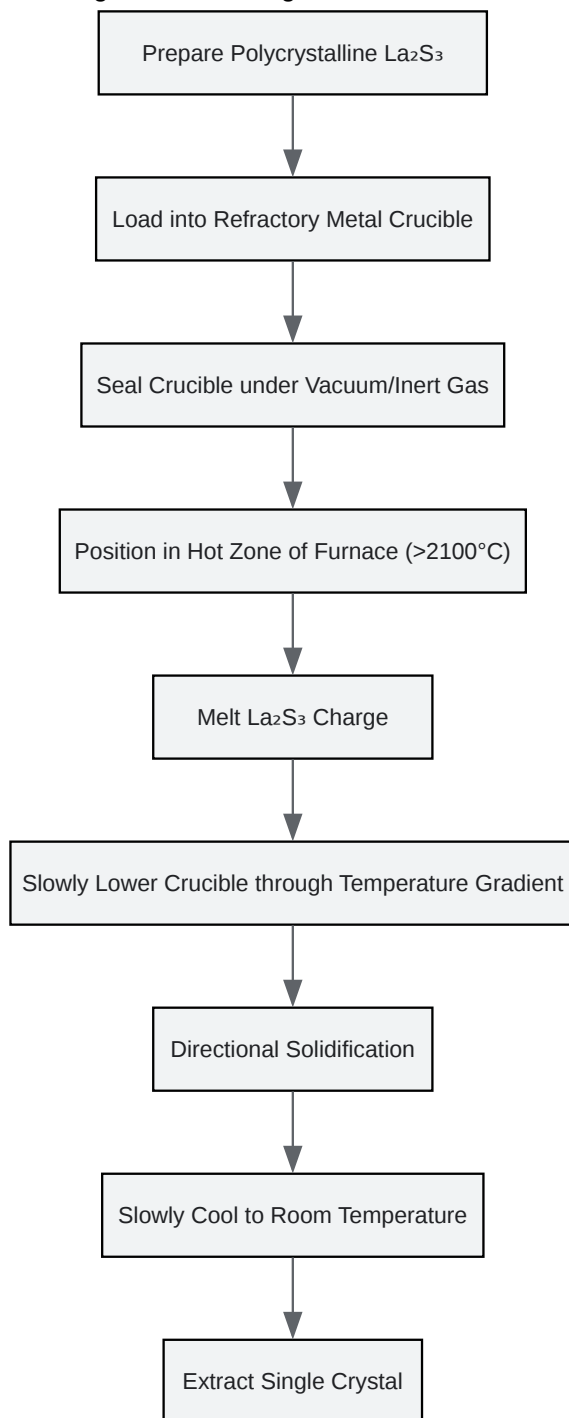 Prepare Polycrystalline La₂S₃
Load into Refractory Metal Crucible
Seal Crucible under Vacuum/Inert Gas
Position in Hot Zone of Furnace (>2100°C)
Melt La₂S₃ Charge
Slowly Lower Crucible through Temperature Gradient
Directional Solidification
Slowly Cool to Room Temperature
Extract Single Crystal